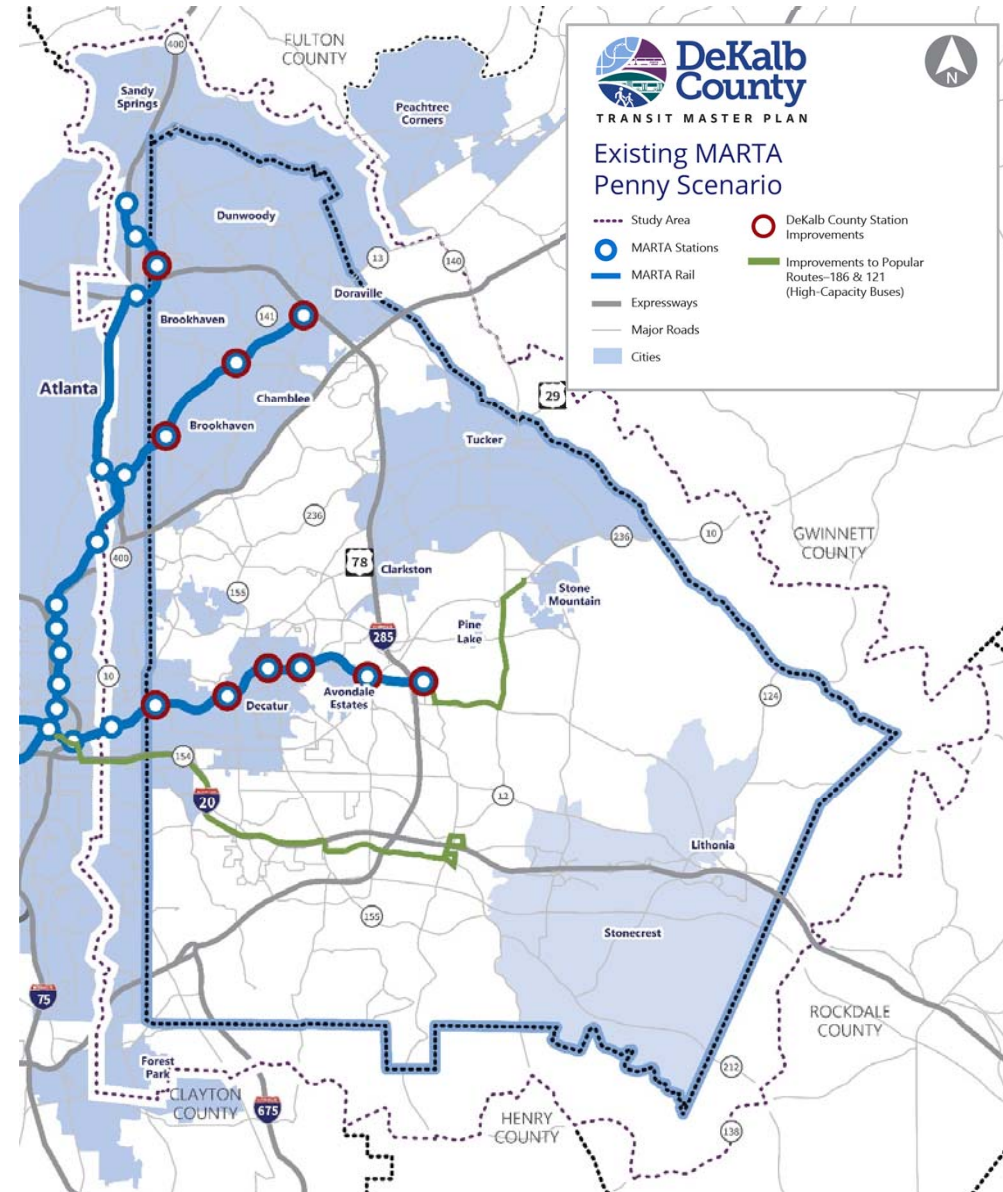 DeKalb
County
TRANSIT MASTER PLAN
N
Existing MARTA
Penny Scenario
Study Area
MARTA Stations
MARTA Rail
Expressways
Major Roads
Cities
DeKalb County Station
Improvements
Improvements to Popular
Routes–186 & 121
(High-Capacity Buses)
FULTON
COUNTY
400
Sandy
Springs
Peachtree
Corners
Dunwoody
13
140
Doraville
Brookhaven
141
Atlanta
Chamblee
29
Brookhaven
Tucker
236
236
10
GWINNETT
COUNTY
400
78
Clarkston
155
Stone
Mountain
Pine
Lake
285
10
124
Avondale
Estates
Decatur
154
20
12
Lithonia
155
Stonecrest
75
ROCKDALE
COUNTY
Forest
Park
212
CLAYTON
COUNTY
675
HENRY
COUNTY
138